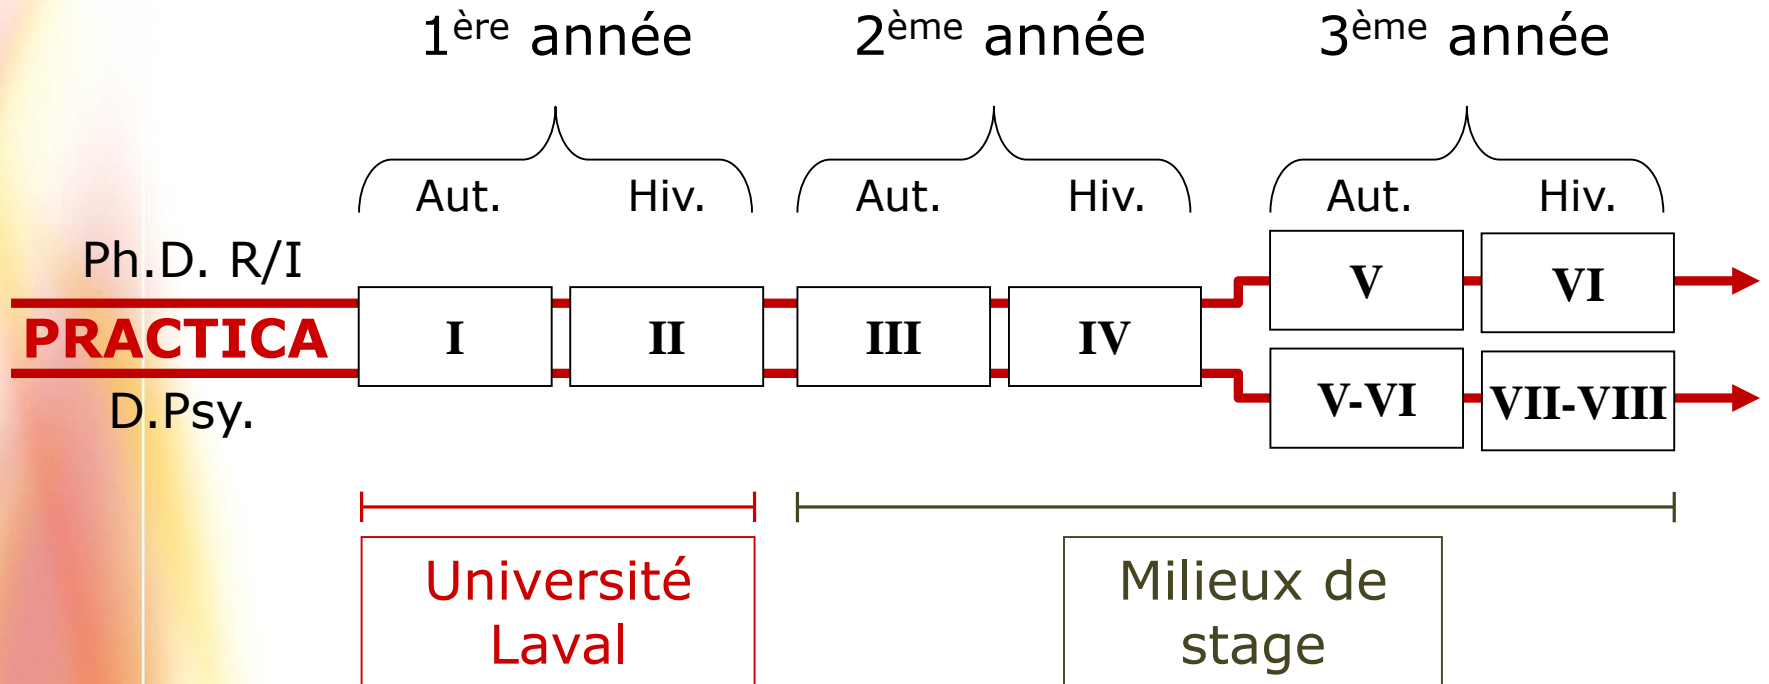 1ère année 2ème année 3ème année
Aut. Hiv. Aut. Hiv. Aut. Hiv.
Ph.D. R/I
V VI
PRACTICA I II III IV
D.Psy.
V-VI VII-VIII
Université
Laval
Milieux de
stage